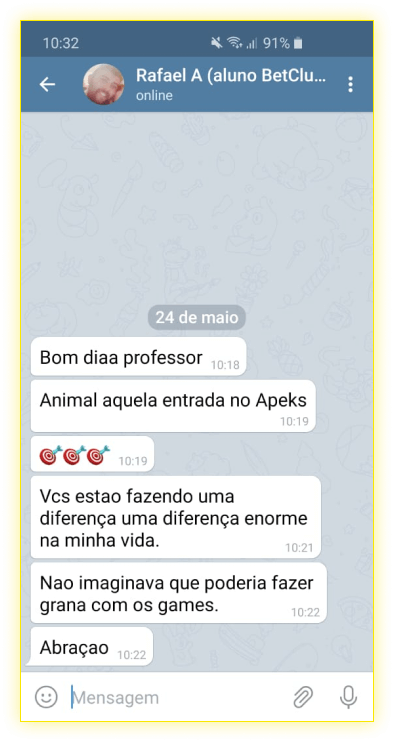 10:32
91%
Rafael A (aluno BetClu...
online
24 de maio
Bom diaa professor 10:18
Animal aquela entrada no Apeks
10:19
🎯🎯🎯 10:19
Vcs estao fazendo uma
diferença uma diferença enorme
na minha vida. 10:21
Nao imaginava que poderia fazer
grana com os games. 10:22
Abraçao 10:22
Mensagem